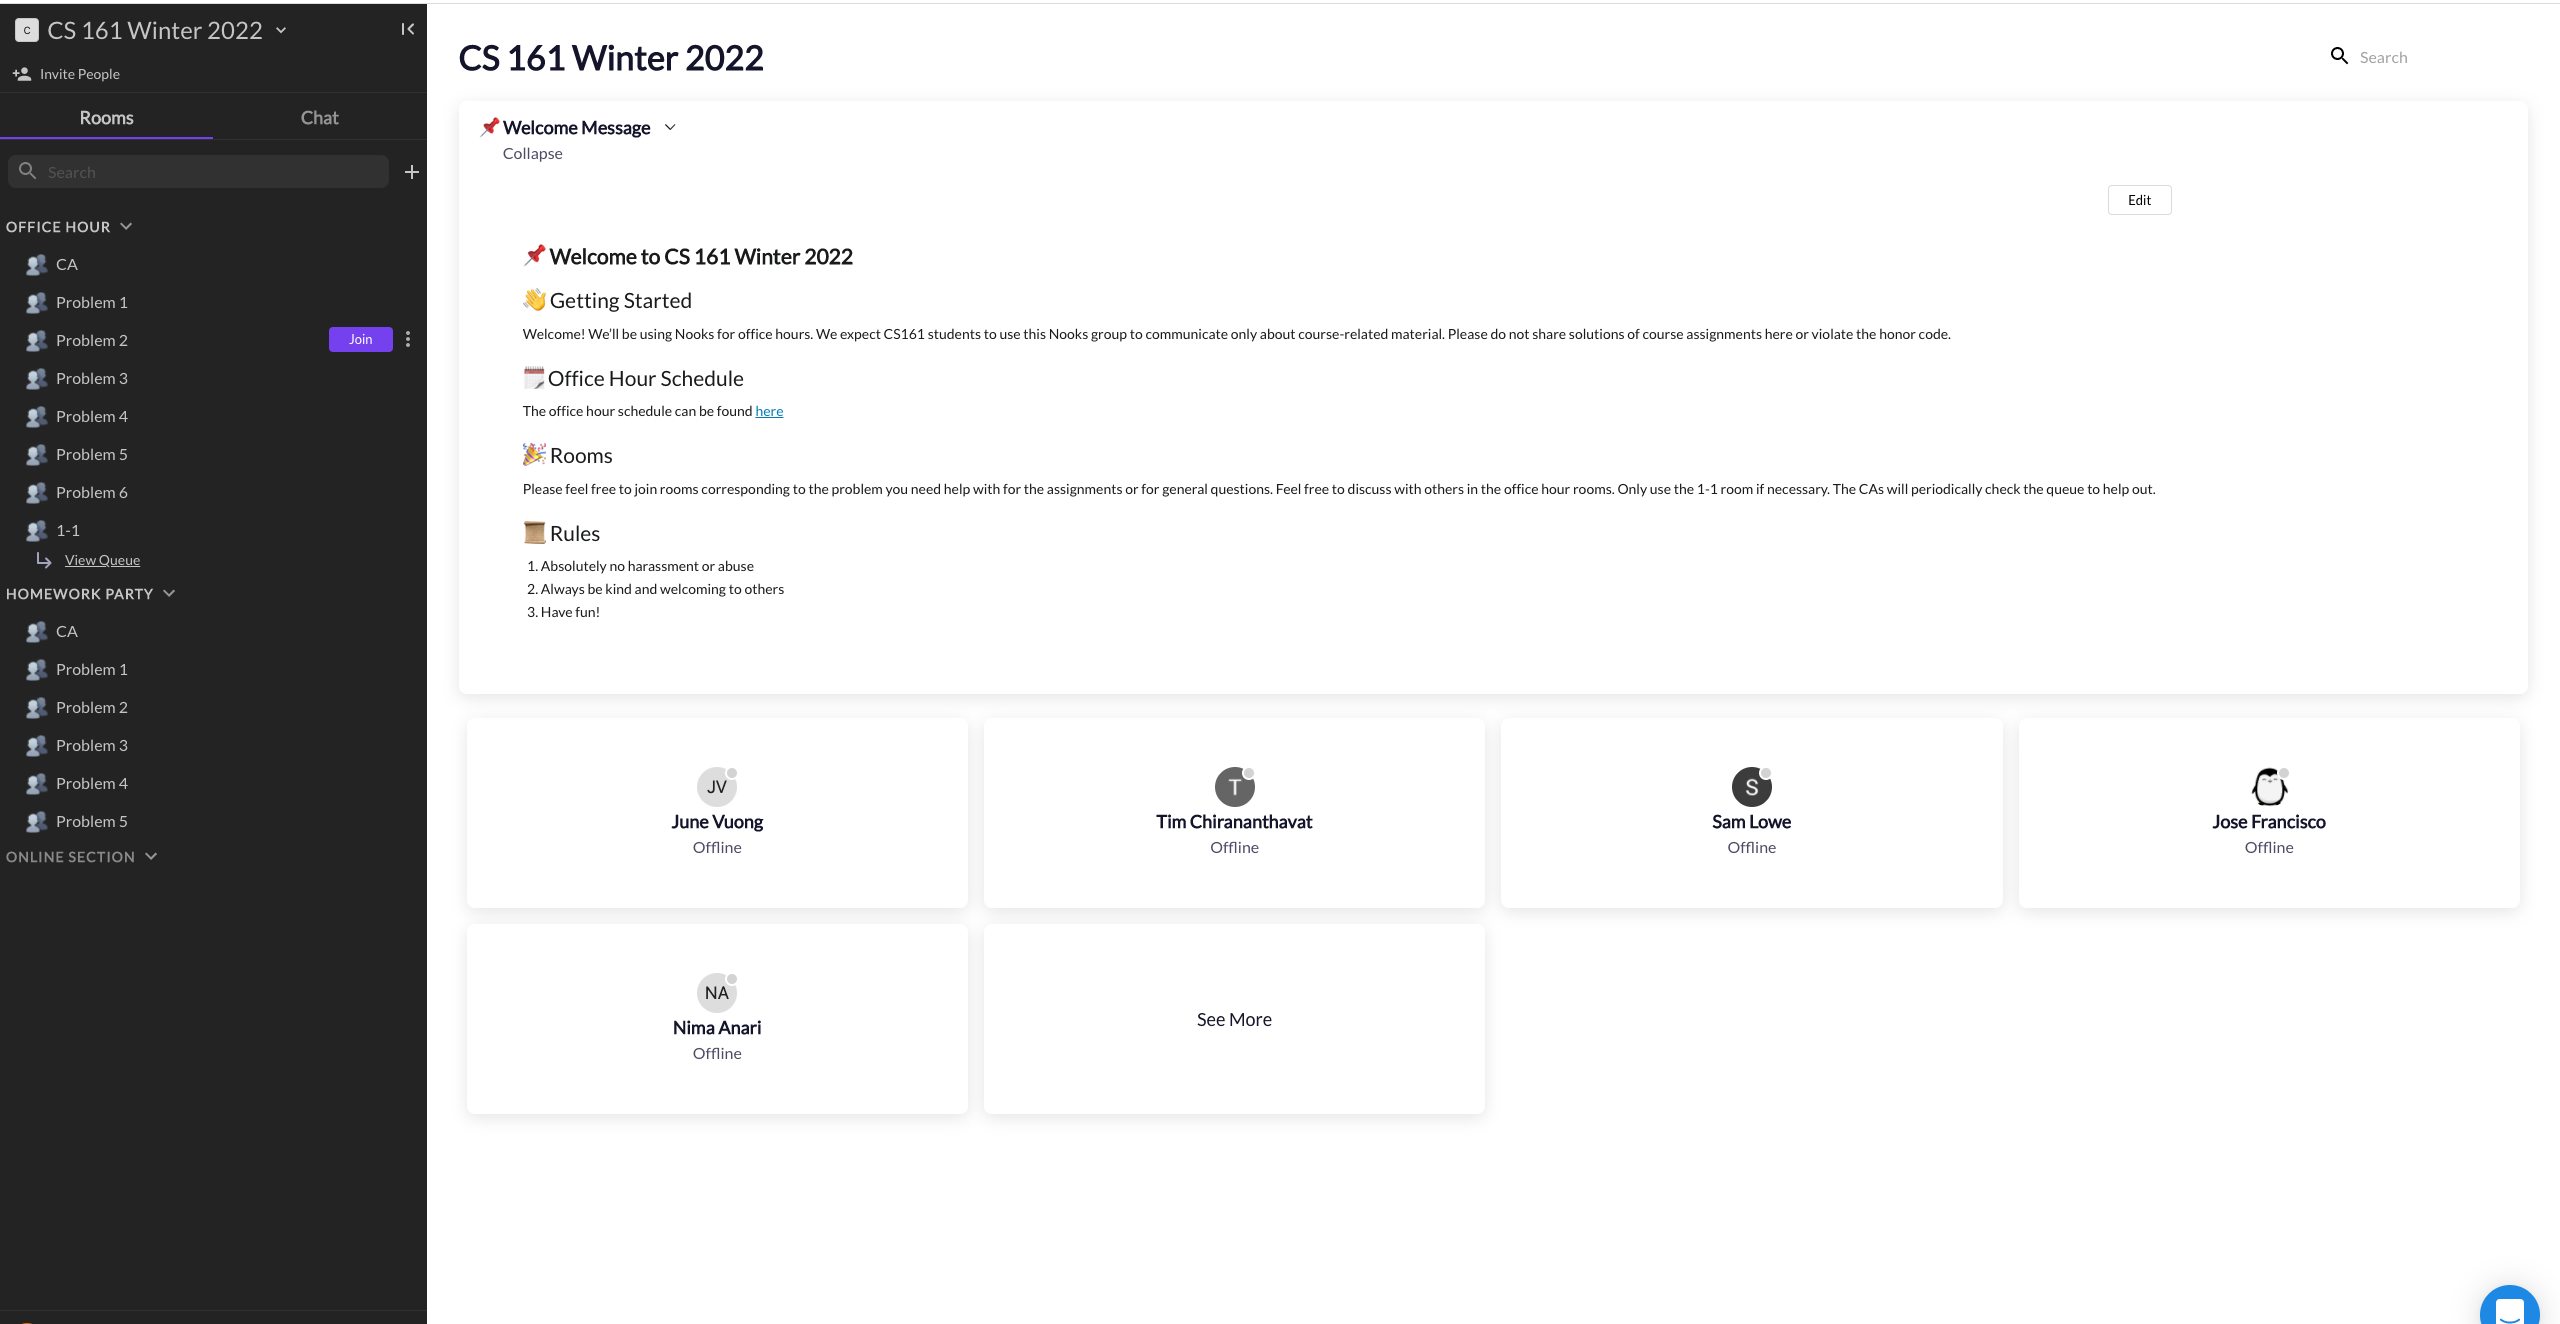 C CS 161 Winter 2022
Invite People
Rooms Chat
Search
OFFICE HOUR
CA
Problem 1
Problem 2 Join
Problem 3
Problem 4
Problem 5
Problem 6
1-1
View Queue
HOMEWORK PARTY
CA
Problem 1
Problem 2
Problem 3
Problem 4
Problem 5
ONLINE SECTION
CS 161 Winter 2022
Search
Welcome Message
Collapse
Edit
Welcome to CS 161 Winter 2022
Getting Started
Welcome! We'll be using Nooks for office hours. We expect CS161 students to use this Nooks group to communicate only about course-related material. Please do not share solutions of course assignments here or violate the honor code.
Office Hour Schedule
The office hour schedule can be found here
Rooms
Please feel free to join rooms corresponding to the problem you need help with for the assignments or for general questions. Feel free to discuss with others in the office hour rooms. Only use the 1-1 room if necessary. The CAs will periodically check the queue to help out.
Rules
1. Absolutely no harassment or abuse
2. Always be kind and welcoming to others
3. Have fun!
JV
June Vuong
Offline
T
Tim Chirananthavat
Offline
S
Sam Lowe
Offline
Jose Francisco
Offline
NA
Nima Anari
Offline
See More